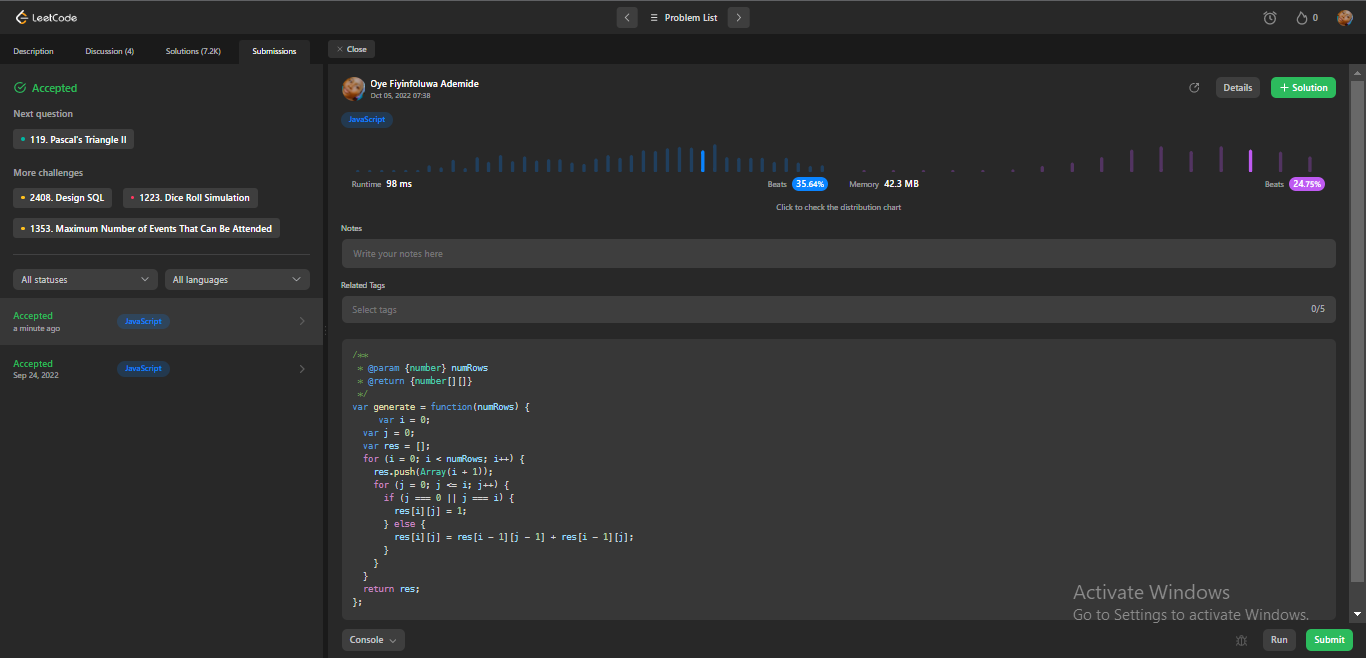 LeetCode
Problem List
0
Description
Discussion (4)
Solutions (7.2K)
Submissions
Close
Accepted
Next question
119. Pascal's Triangle II
More challenges
2408. Design SQL
1223. Dice Roll Simulation
1353. Maximum Number of Events That Can Be Attended
All statuses
All languages
Accepted
a minute ago
JavaScript
Accepted
Sep 24, 2022
JavaScript
Oye Fiyinfoluwa Ademide
Oct 05, 2022 07:38
Details
+ Solution
JavaScript
Runtime 98 ms
Beats 35.64%
Memory 42.3 MB
Beats 24.75%
Click to check the distribution chart
Notes
Write your notes here
Related Tags
Select tags
0/5
/**
 * @param {number} numRows
 * @return {number[][]}
 */
var generate = function(numRows) {
     var i = 0;
  var j = 0;
  var res = [];
  for (i = 0; i < numRows; i++) {
    res.push(Array(i + 1));
    for (j = 0; j <= i; j++) {
      if (j === 0 || j === i) {
        res[i][j] = 1;
      } else {
        res[i][j] = res[i - 1][j - 1] + res[i - 1][j];
      }
    }
  }
  return res;
};
Activate Windows
Go to Settings to activate Windows.
Console
Run
Submit